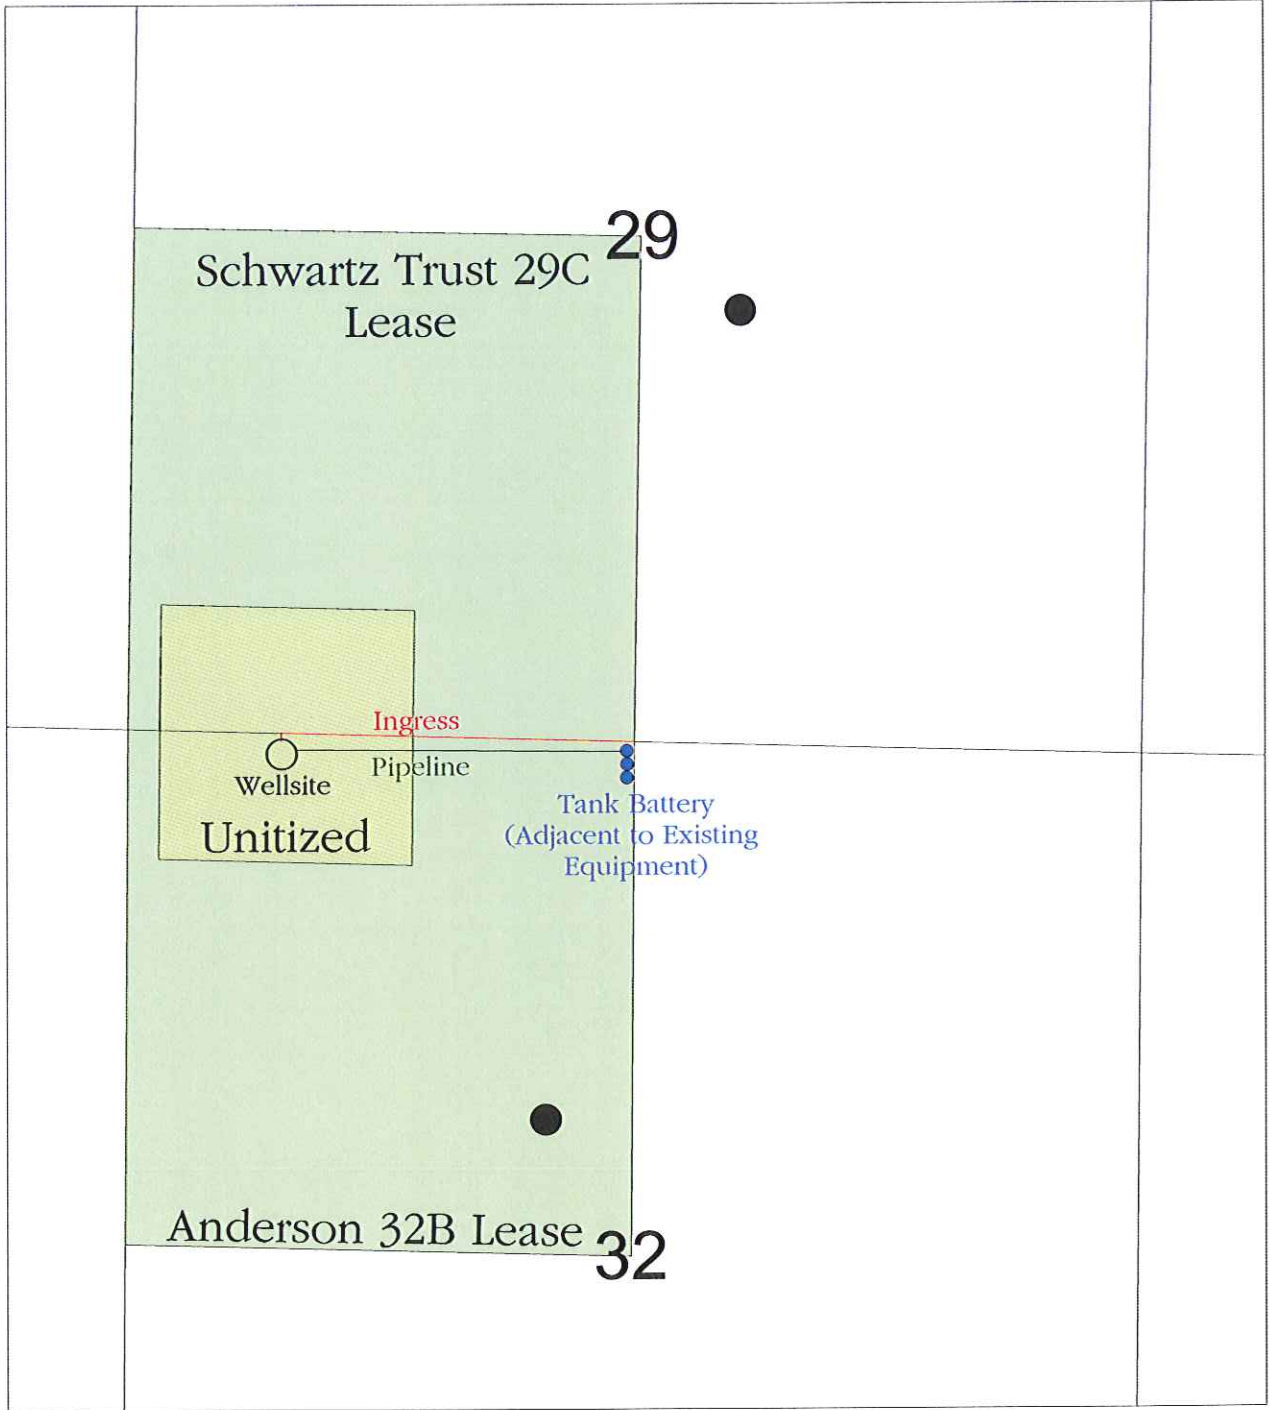 29
Schwartz Trust 29C
Lease
Ingress
Pipeline
Wellsite
Unitized
Tank Battery
(Adjacent to Existing
Equipment)
Anderson 32B Lease
32